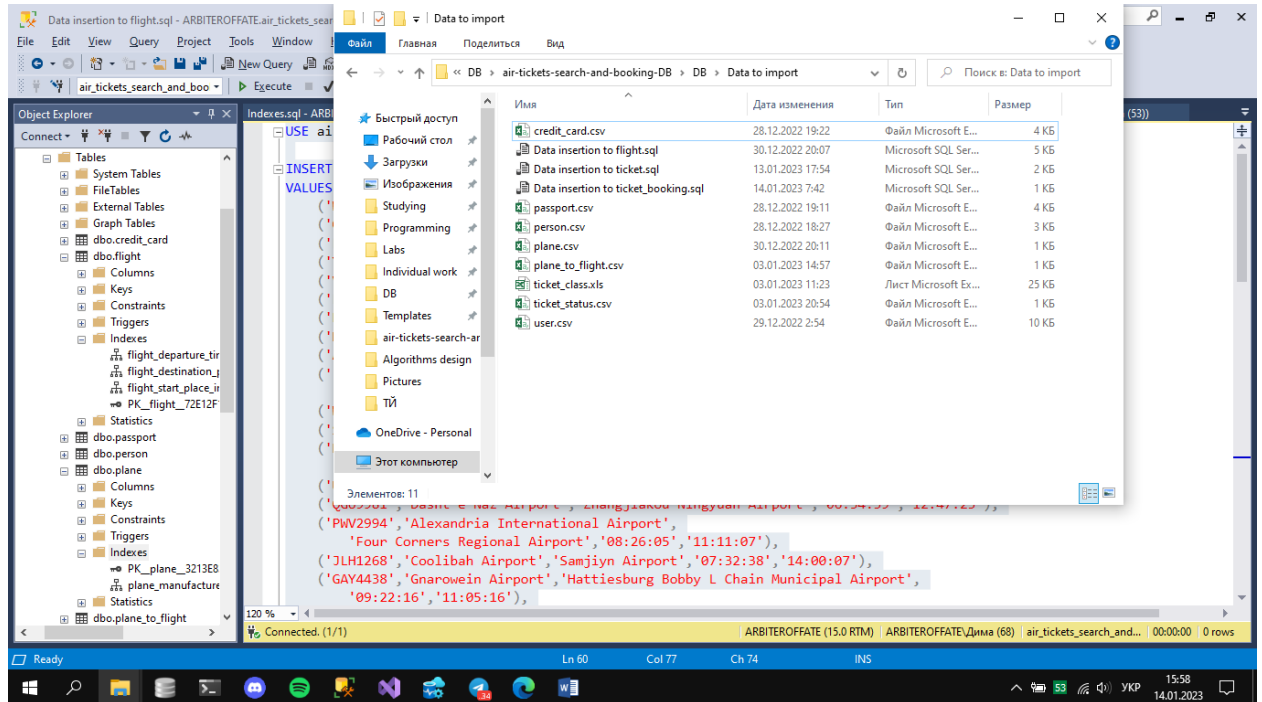 Data insertion to flight.sql - ARBITEROFFATE.air_tickets_sear
File Edit View Query Project Tools Window
New Query
air_tickets_search_and_boo
Execute
Object Explorer
Connect
Tables
System Tables
FileTables
External Tables
Graph Tables
dbo.credit_card
dbo.flight
Columns
Keys
Constraints
Triggers
Indexes
flight_departure_tir
flight_destination_p
flight_start_place_ir
PK__flight__72E12F
Statistics
dbo.passport
dbo.person
dbo.plane
Columns
Keys
Constraints
Triggers
Indexes
PK__plane__3213E8
plane_manufacture
Statistics
dbo.plane_to_flight
Indexes.sql - ARBI
(53))
USE ai
INSERT
VALUES
Data to import
Файл Главная Поделиться Вид
« DB > air-tickets-search-and-booking-DB > DB > Data to import
Поиск в: Data to import
Быстрый доступ
Рабочий стол
Загрузки
Изображения
Studying
Programming
Labs
Individual work
DB
Templates
air-tickets-search-ar
Algorithms design
Pictures
ТЙ
OneDrive - Personal
Этот компьютер
Имя Дата изменения Тип Размер
credit_card.csv 28.12.2022 19:22 Файл Microsoft E... 4 КБ
Data insertion to flight.sql 30.12.2022 20:07 Microsoft SQL Ser... 5 КБ
Data insertion to ticket.sql 13.01.2023 17:54 Microsoft SQL Ser... 2 КБ
Data insertion to ticket_booking.sql 14.01.2023 7:42 Microsoft SQL Ser... 1 КБ
passport.csv 28.12.2022 19:11 Файл Microsoft E... 4 КБ
person.csv 28.12.2022 18:27 Файл Microsoft E... 3 КБ
plane.csv 30.12.2022 20:11 Файл Microsoft E... 1 КБ
plane_to_flight.csv 03.01.2023 14:57 Файл Microsoft E... 1 КБ
ticket_class.xls 03.01.2023 11:23 Лист Microsoft Ex... 25 КБ
ticket_status.csv 03.01.2023 20:54 Файл Microsoft E... 1 КБ
user.csv 29.12.2022 2:54 Файл Microsoft E... 10 КБ
Элементов: 11
('PWV2994','Alexandria International Airport',
'Four Corners Regional Airport','08:26:05','11:11:07'),
('JLH1268','Coolibah Airport','Samjiyn Airport','07:32:38','14:00:07'),
('GAY4438','Gnarowein Airport','Hattiesburg Bobby L Chain Municipal Airport',
'09:22:16','11:05:16'),
120 %
Connected. (1/1) ARBITEROFFATE (15.0 RTM) ARBITEROFFATE\Дима (68) air_tickets_search_and... 00:00:00 0 rows
Ready Ln 60 Col 77 Ch 74 INS
34
53 УКР 15:58
14.01.2023